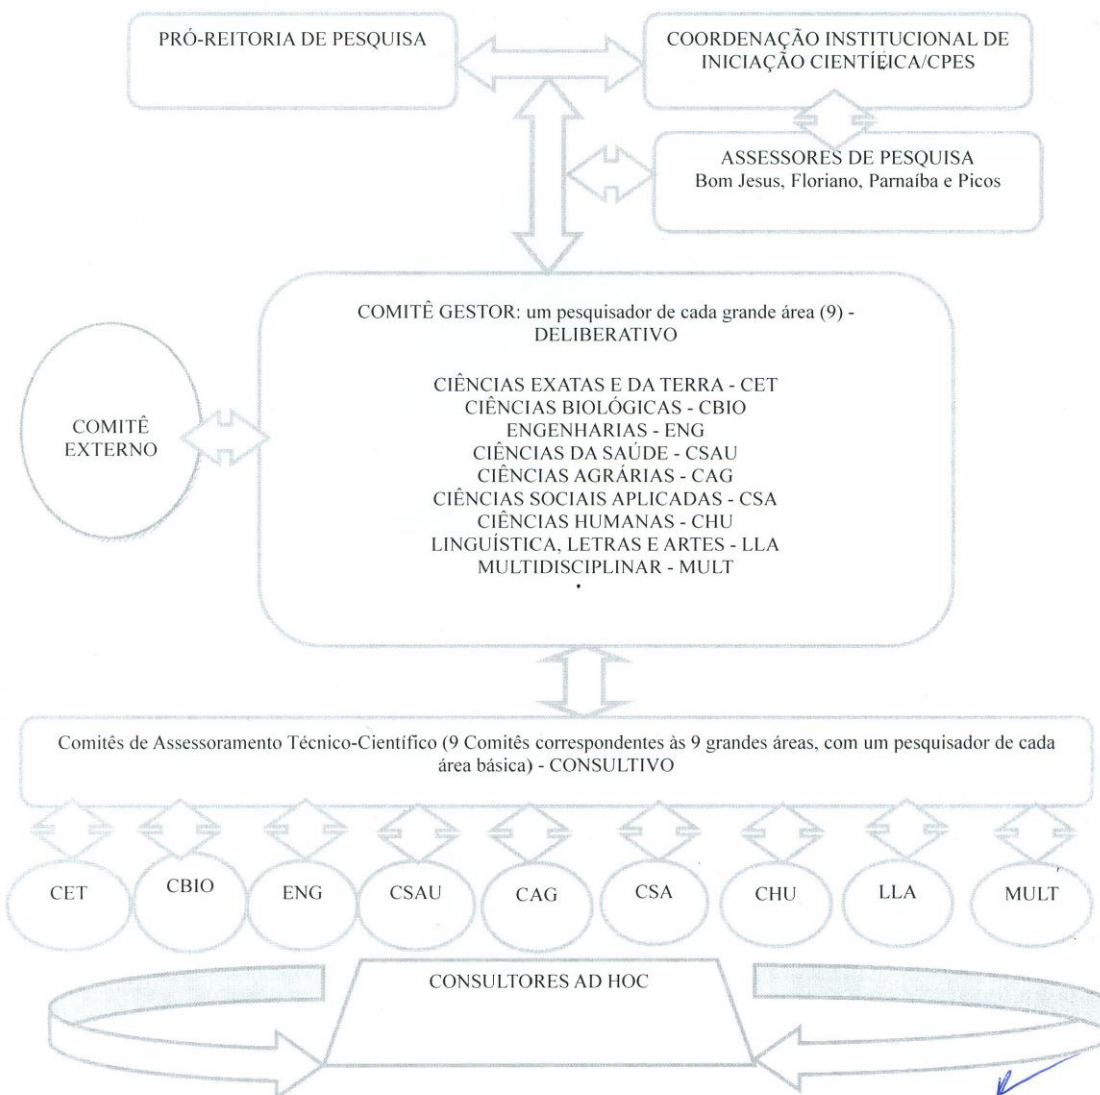 PRÓ-REITORIA DE PESQUISA
COORDENAÇÃO INSTITUCIONAL DE
INICIAÇÃO CIENTÍFICA/CPES
ASSESSORES DE PESQUISA
Bom Jesus, Floriano, Parnaíba e Picos
COMITÊ GESTOR: um pesquisador de cada grande área (9) -
DELIBERATIVO
CIÊNCIAS EXATAS E DA TERRA - CET
CIÊNCIAS BIOLÓGICAS - CBIO
ENGENHARIAS - ENG
CIÊNCIAS DA SAÚDE - CSAU
CIÊNCIAS AGRÁRIAS - CAG
CIÊNCIAS SOCIAIS APLICADAS - CSA
CIÊNCIAS HUMANAS - CHU
LINGUÍSTICA, LETRAS E ARTES - LLA
MULTIDISCIPLINAR - MULT
COMITÊ
EXTERNO
Comitês de Assessoramento Técnico-Científico (9 Comitês correspondentes às 9 grandes áreas, com um pesquisador de cada
área básica) - CONSULTIVO
CET
CBIO
ENG
CSAU
CAG
CSA
CHU
LLA
MULT
CONSULTORES AD HOC